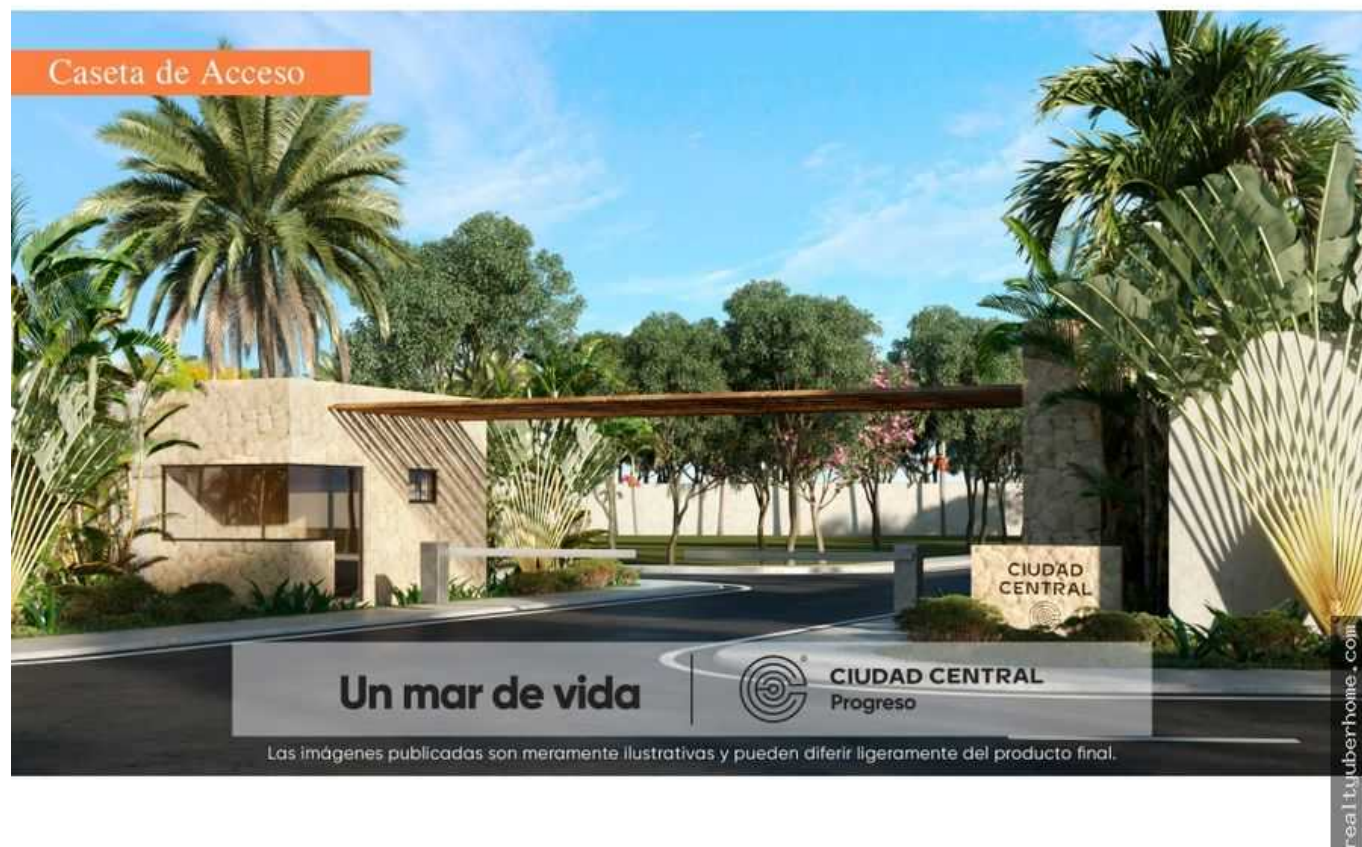 Caseta de Acceso
CIUDAD
CENTRAL
Un mar de vida
CIUDAD CENTRAL
Progreso
Las imágenes publicadas son meramente ilustrativas y pueden diferir ligeramente del producto final.
realtyuberhome.com